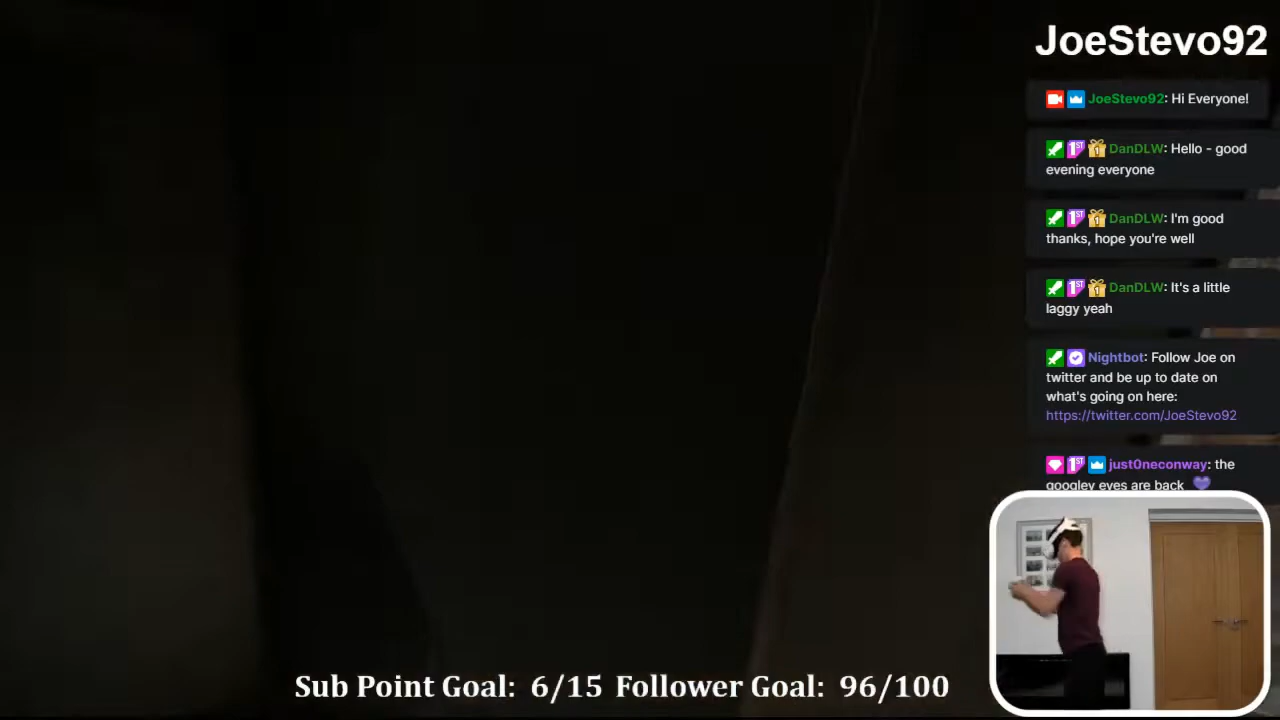 JoeStevo92
JoeStevo92: Hi Everyone!
DanDLW: Hello - good
evening everyone
DanDLW: I'm good
thanks, hope you're well
DanDLW: It's a little
laggy yeah
Nightbot: Follow Joe on
twitter and be up to date on
what's going on here:
https://twitter.com/JoeStevo92
just0neconway: the
googley eyes are back
Sub Point Goal: 6/15 Follower Goal: 96/100